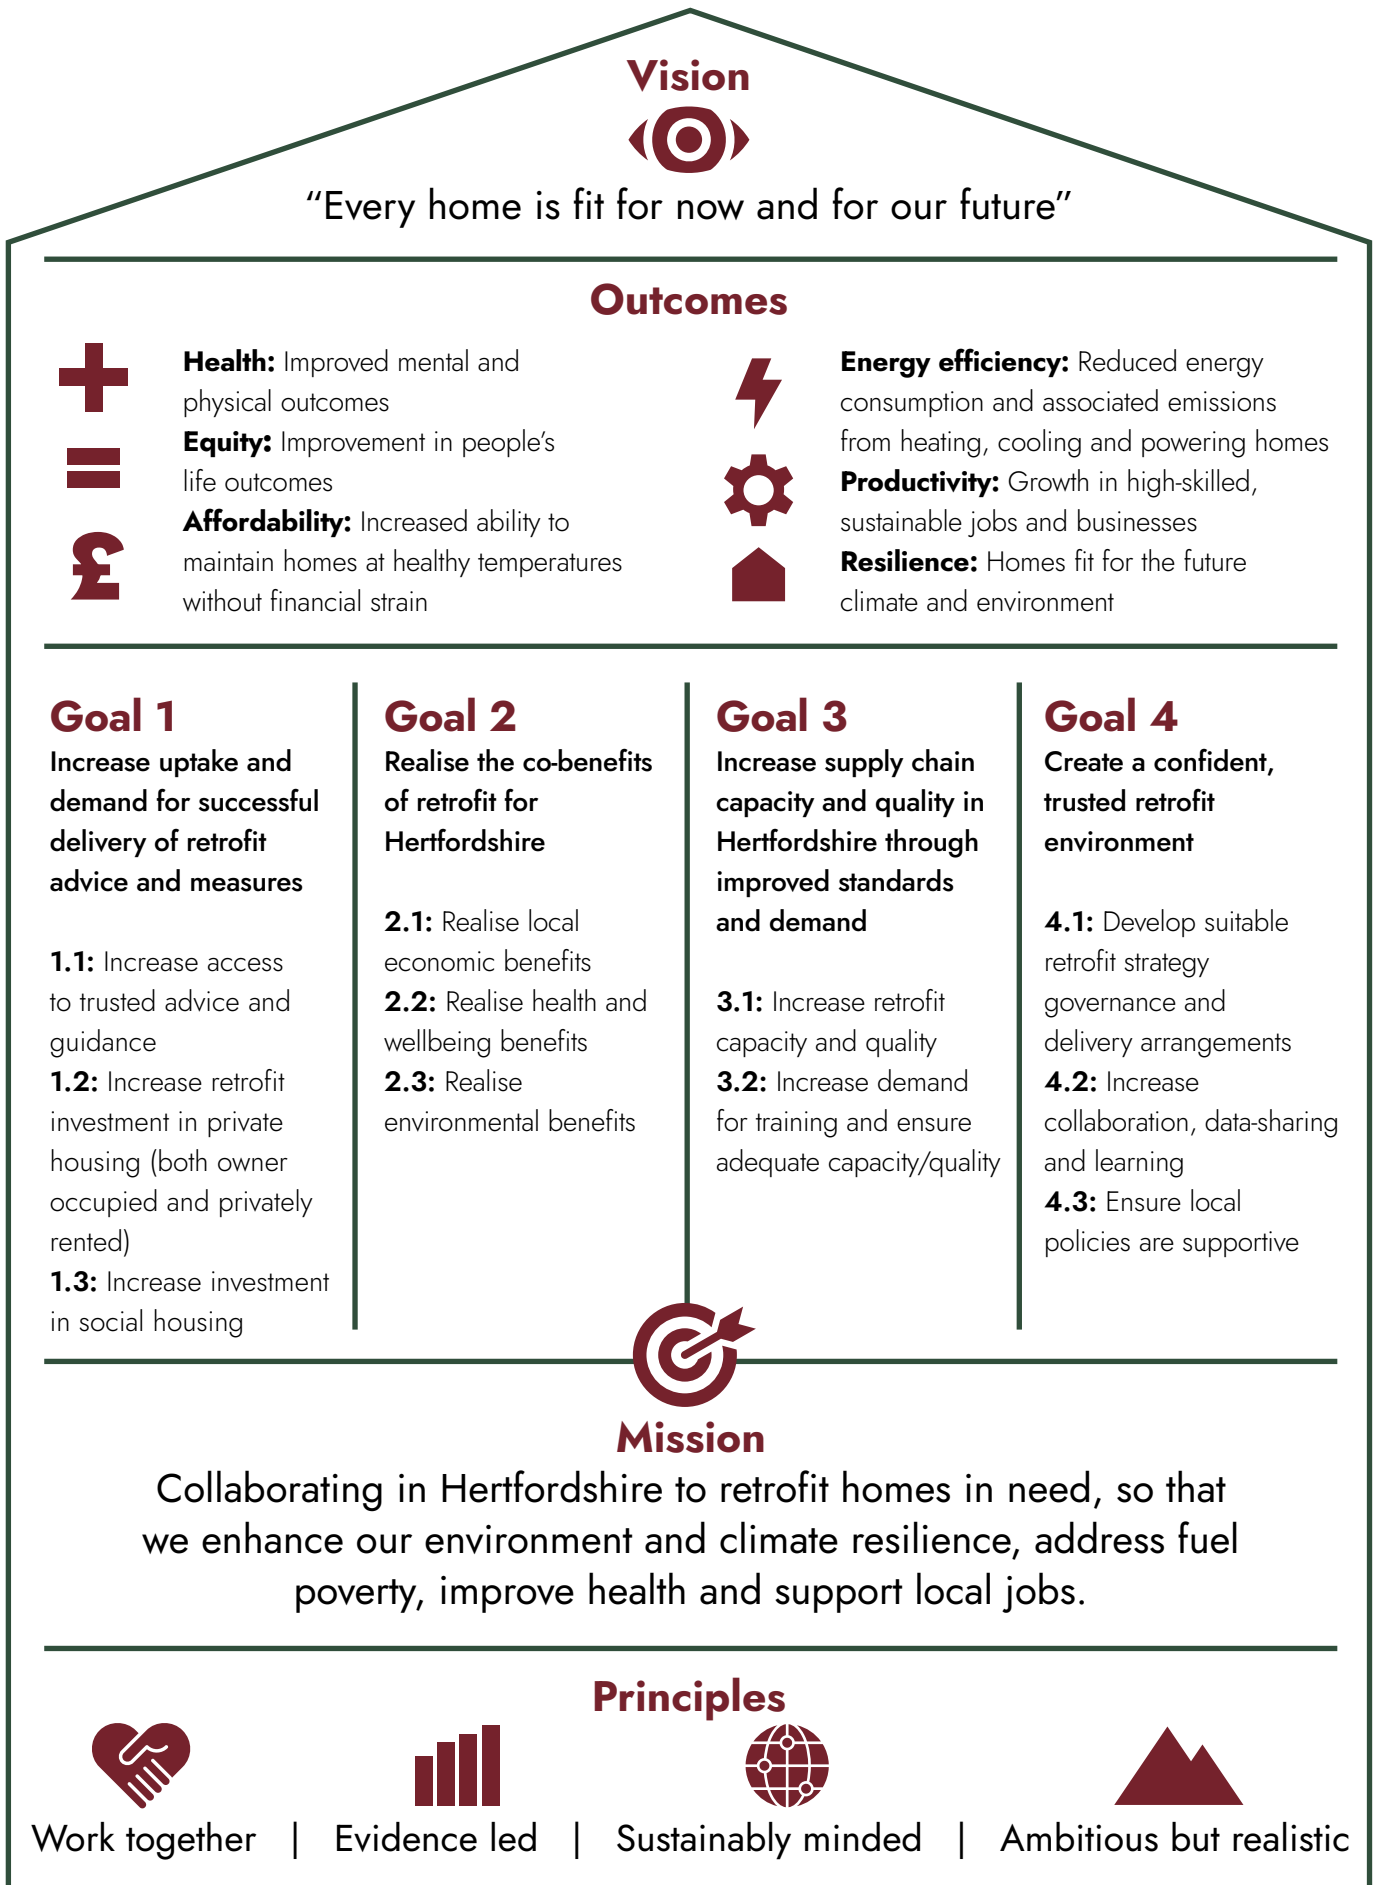 Vision
“Every home is fit for now and for our future”
Outcomes
Health: Improved mental and
physical outcomes
Equity: Improvement in people’s
life outcomes
Affordability: Increased ability to
maintain homes at healthy temperatures
without financial strain
Energy efficiency: Reduced energy
consumption and associated emissions
from heating, cooling and powering homes
Productivity: Growth in high-skilled,
sustainable jobs and businesses
Resilience: Homes fit for the future
climate and environment
Goal 1
Increase uptake and
demand for successful
delivery of retrofit
advice and measures
1.1: Increase access
to trusted advice and
guidance
1.2: Increase retrofit
investment in private
housing (both owner
occupied and privately
rented)
1.3: Increase investment
in social housing
Goal 2
Realise the co-benefits
of retrofit for
Hertfordshire
2.1: Realise local
economic benefits
2.2: Realise health and
wellbeing benefits
2.3: Realise
environmental benefits
Goal 3
Increase supply chain
capacity and quality in
Hertfordshire through
improved standards
and demand
3.1: Increase retrofit
capacity and quality
3.2: Increase demand
for training and ensure
adequate capacity/quality
Goal 4
Create a confident,
trusted retrofit
environment
4.1: Develop suitable
retrofit strategy
governance and
delivery arrangements
4.2: Increase
collaboration, data-sharing
and learning
4.3: Ensure local
policies are supportive
Mission
Collaborating in Hertfordshire to retrofit homes in need, so that
we enhance our environment and climate resilience, address fuel
poverty, improve health and support local jobs.
Principles
Work together | Evidence led | Sustainably minded | Ambitious but realistic